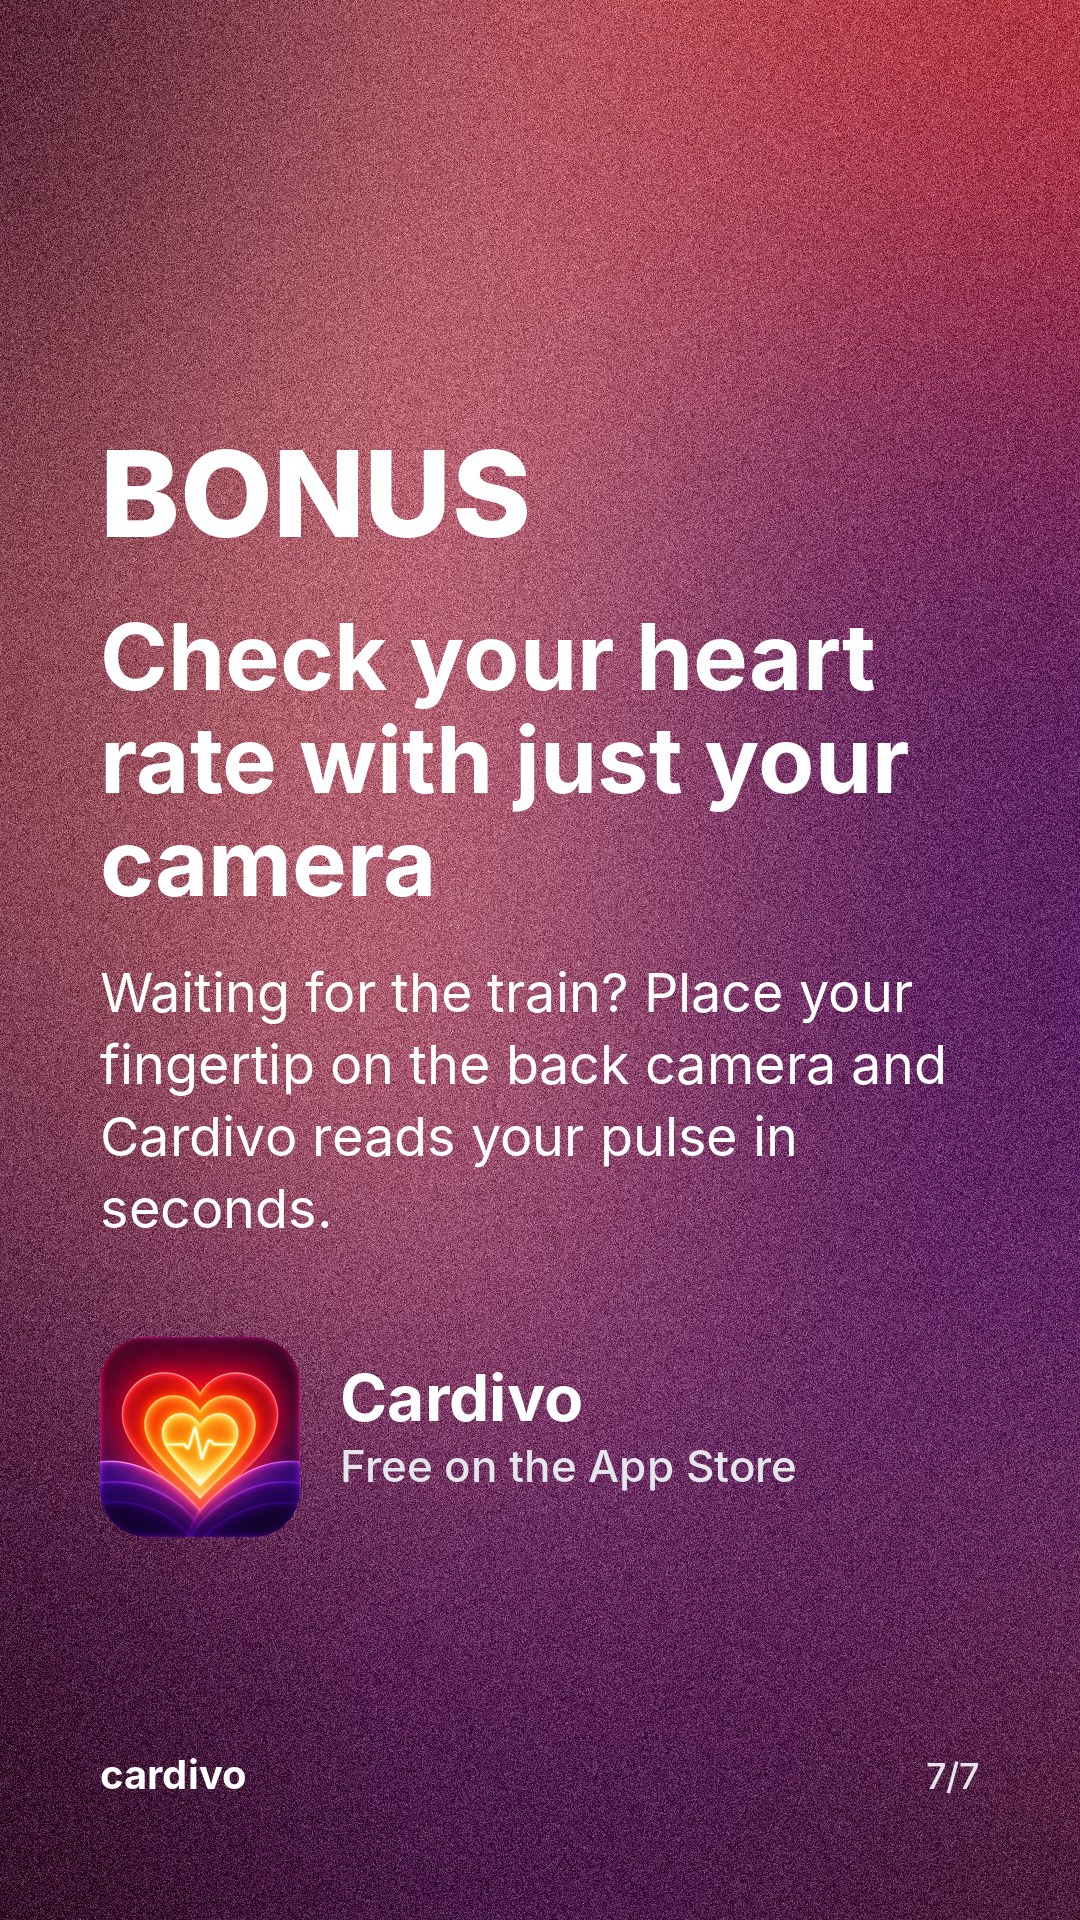 BONUS
Check your heart
rate with just your
camera
Waiting for the train? Place your
fingertip on the back camera and
Cardivo reads your pulse in
seconds.
Cardivo
Free on the App Store
cardivo
7/7